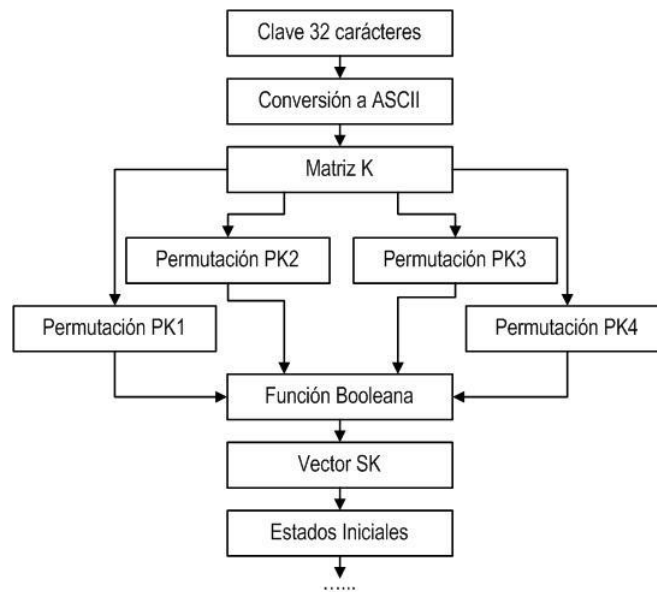 Clave 32 carácteres
Conversión a ASCII
Matriz K
Permutación PK2
Permutación PK3
Permutación PK1
Permutación PK4
Función Booleana
Vector SK
Estados Iniciales
......